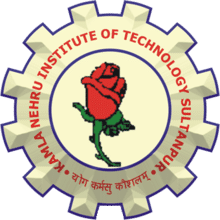 KAMLA NEHRU INSTITUTE OF TECHNOLOGY SULTANPUR
योग कर्मसु कौशलम्